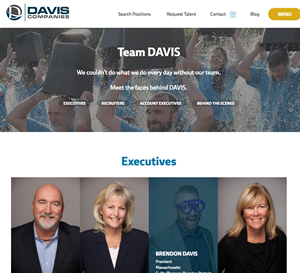 DAVIS
COMPANIES
Search Positions
Request Talent
Contact
Blog
MENU
Team DAVIS
We couldn't do what we do every day without our team.
Meet the faces behind DAVIS.
EXECUTIVES
RECRUITERS
ACCOUNT EXECUTIVES
BEHIND THE SCENES
Executives
BRENDON DAVIS
President
Massachusetts